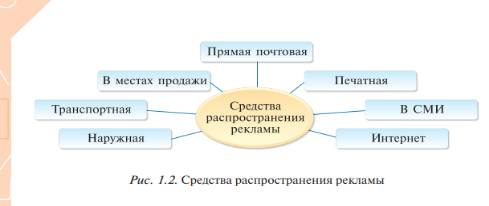 Прямая почтовая
В местах продажи
Печатная
Транспортная
Средства
распространения
рекламы
В СМИ
Наружная
Интернет
Рис. 1.2. Средства распространения рекламы